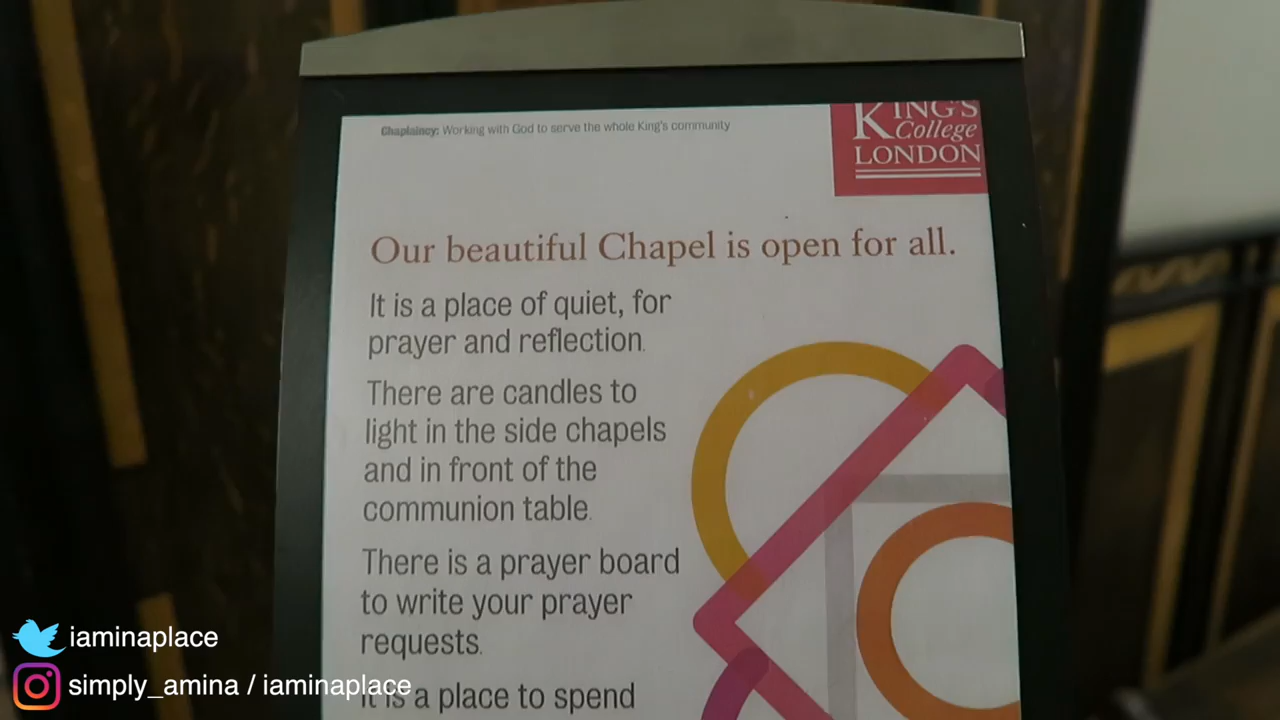 Chaplaincy: Working with God to serve the whole King's community
KING'S
College
LONDON
Our beautiful Chapel is open for all.
It is a place of quiet, for
prayer and reflection.
There are candles to
light in the side chapels
and in front of the
communion table.
There is a prayer board
to write your prayer
requests.
It is a place to spend
iaminaplace
simply_amina / iaminaplace